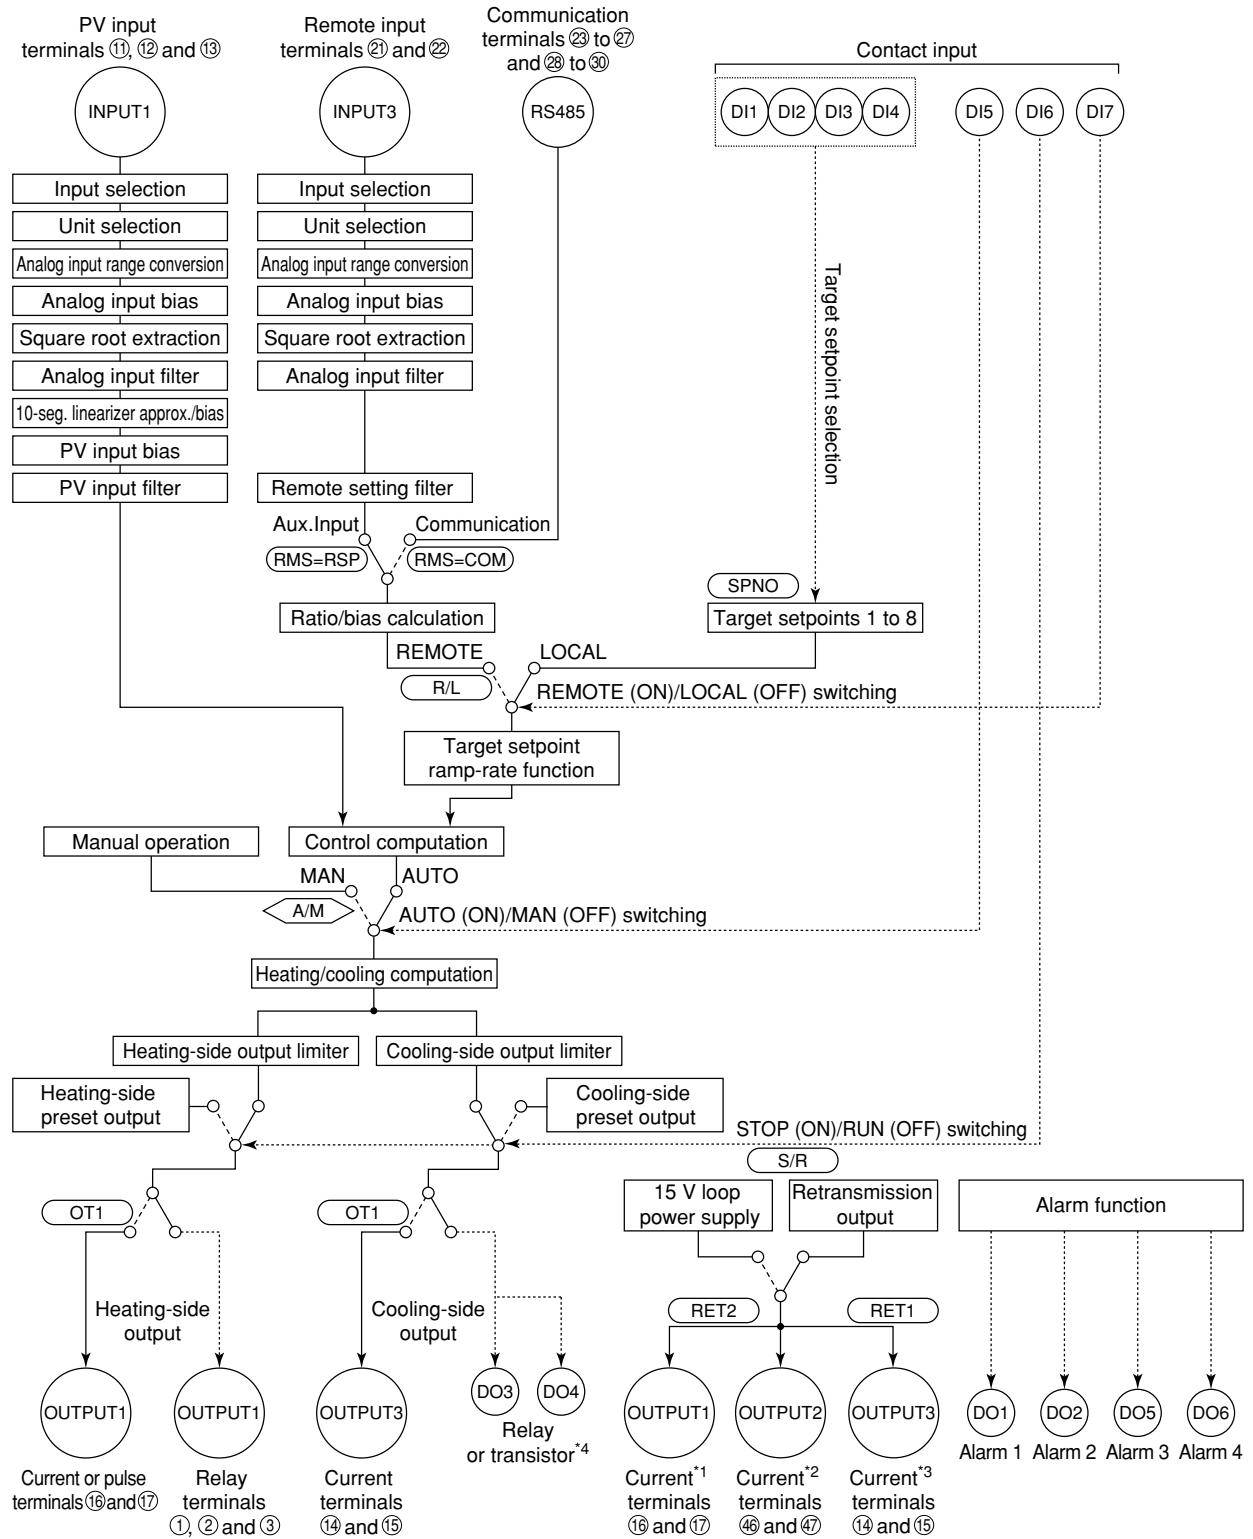 PV input
terminals ⑪, ⑫ and ⑬
Remote input
terminals ㉑ and ㉒
Communication
terminals ㉓ to ㉗
and ㉘ to ㉚
Contact input
INPUT1
INPUT3
RS485
DI1
DI2
DI3
DI4
DI5
DI6
DI7
Input selection
Unit selection
Analog input range conversion
Analog input bias
Square root extraction
Analog input filter
10-seg. linearizer approx./bias
PV input bias
PV input filter
Input selection
Unit selection
Analog input range conversion
Analog input bias
Square root extraction
Analog input filter
Remote setting filter
Target setpoint selection
Aux.Input
Communication
RMS=RSP
RMS=COM
SPNO
Ratio/bias calculation
Target setpoints 1 to 8
REMOTE
LOCAL
R/L
REMOTE (ON)/LOCAL (OFF) switching
Target setpoint
ramp-rate function
Manual operation
Control computation
MAN
AUTO
A/M
AUTO (ON)/MAN (OFF) switching
Heating/cooling computation
Heating-side output limiter
Cooling-side output limiter
Heating-side
preset output
Cooling-side
preset output
STOP (ON)/RUN (OFF) switching
S/R
OT1
OT1
15 V loop
power supply
Retransmission
output
Alarm function
Heating-side
output
Cooling-side
output
RET2
RET1
OUTPUT1
OUTPUT1
OUTPUT3
DO3
DO4
OUTPUT1
OUTPUT2
OUTPUT3
DO1
DO2
DO5
DO6
Relay
or transistor*4
Alarm 1
Alarm 2
Alarm 3
Alarm 4
Current or pulse
terminals ⑯ and ⑰
Relay
terminals
①, ② and ③
Current
terminals
⑭ and ⑮
Current*1
terminals
⑯ and ⑰
Current*2
terminals
㊻ and ㊼
Current*3
terminals
⑭ and ⑮